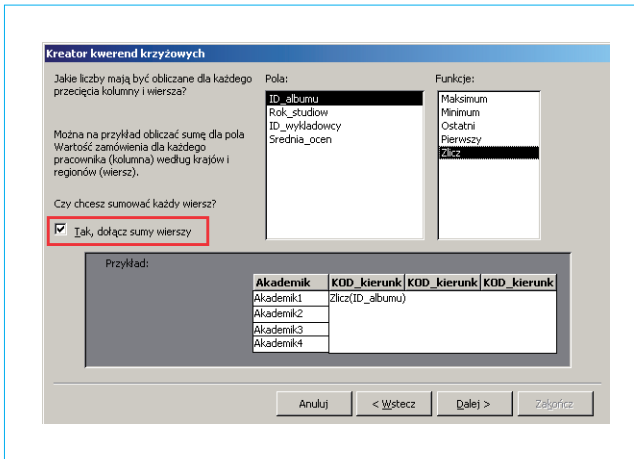 Kreator kwerend krzyżowych
Jakie liczby mają być obliczane dla każdego
przecięcia kolumny i wiersza?
Można na przykład obliczać sumę dla pola
Wartość zamówienia dla każdego
pracownika (kolumna) według krajów i
regionów (wiersz).
Czy chcesz sumować każdy wiersz?
Tak, dołącz sumy wierszy
Pola:
ID_albumu
Rok_studiow
ID_wykladowcy
Srednia_ocen
Funkcje:
Maksimum
Minimum
Ostatni
Pierwszy
Zlicz
Przykład:
Akademik KOD_kierunk KOD_kierunk KOD_kierunk
Akademik1 Zlicz(ID_albumu)
Akademik2
Akademik3
Akademik4
Anuluj < Wstecz Dalej > Zakończ